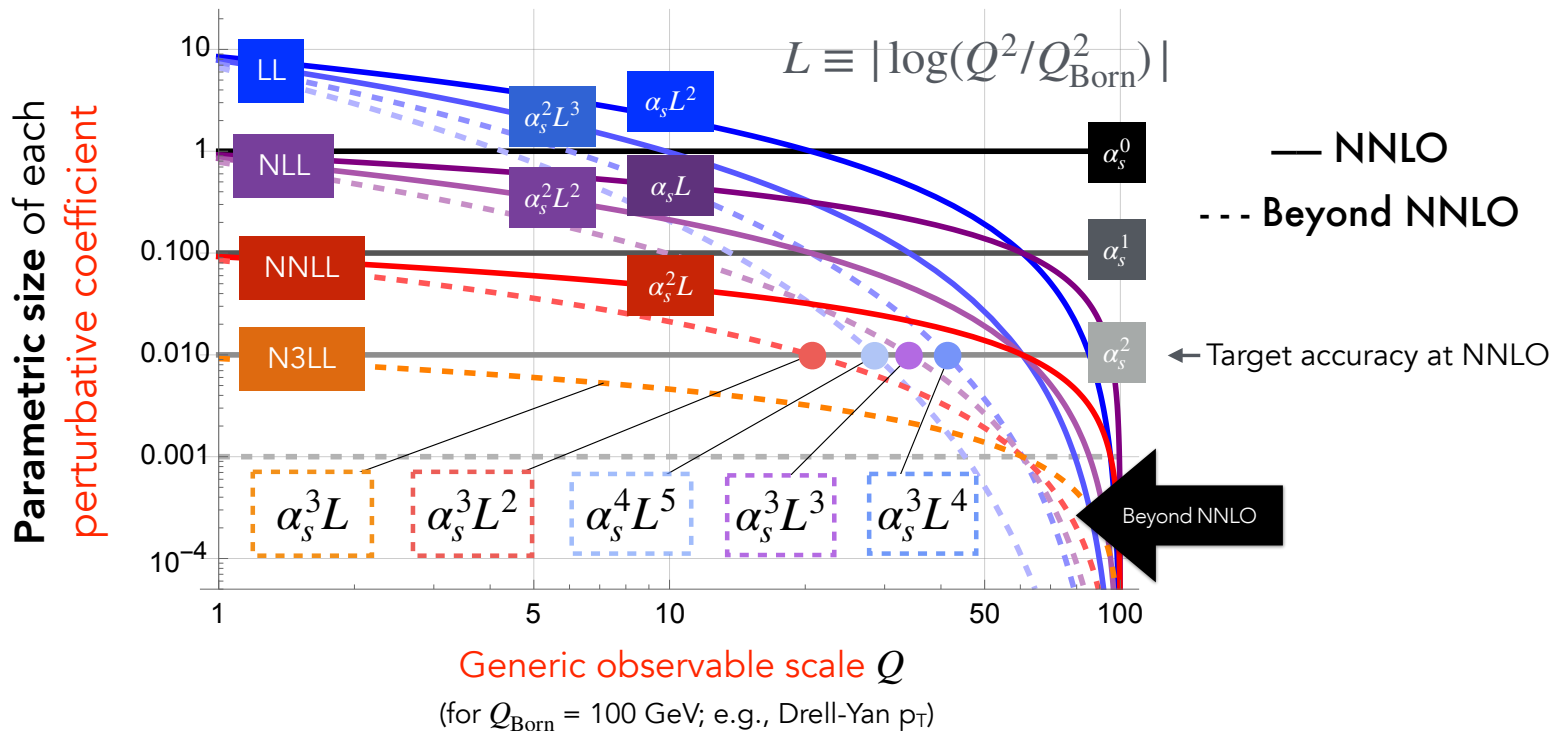 Parametric size of each
perturbative coefficient
10
1
0.100
0.010
0.001
10⁻⁴
L ≡ | log(Q²/Q²_Born) |
LL
α_s²L³
α_sL²
α_s⁰
NLL
α_s²L²
α_sL
α_s¹
NNLL
α_s²L
N3LL
α_s²
— NNLO
- - - Beyond NNLO
← Target accuracy at NNLO
α_s³L
α_s³L²
α_s⁴L⁵
α_s³L³
α_s³L⁴
Beyond NNLO
1 5 10 50 100
Generic observable scale Q
(for Q_Born = 100 GeV; e.g., Drell-Yan p_T)